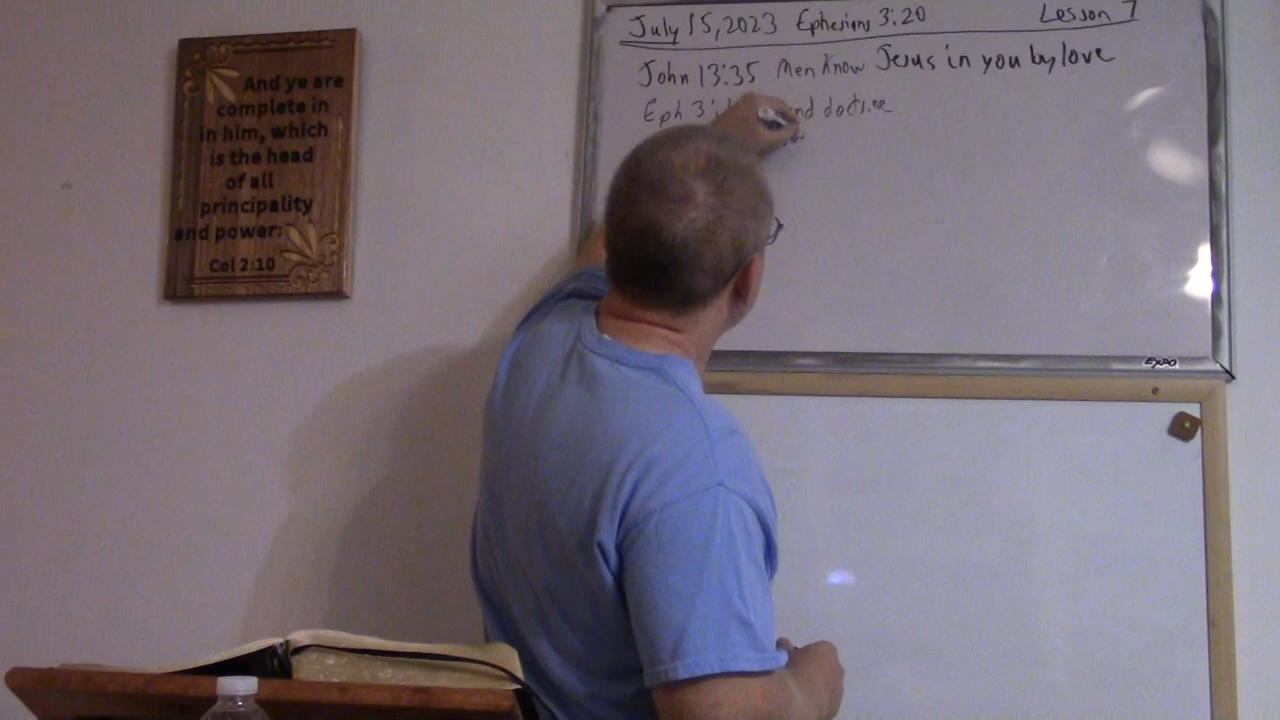 And ye are
complete in
in him, which
is the head
of all
principality
and power:
Col 2:10
July 15, 2023 Ephesians 3:20 Lesson 7
John 13:35 Men Know Jesus in you by love
Eph 3: doctrine
EXPO